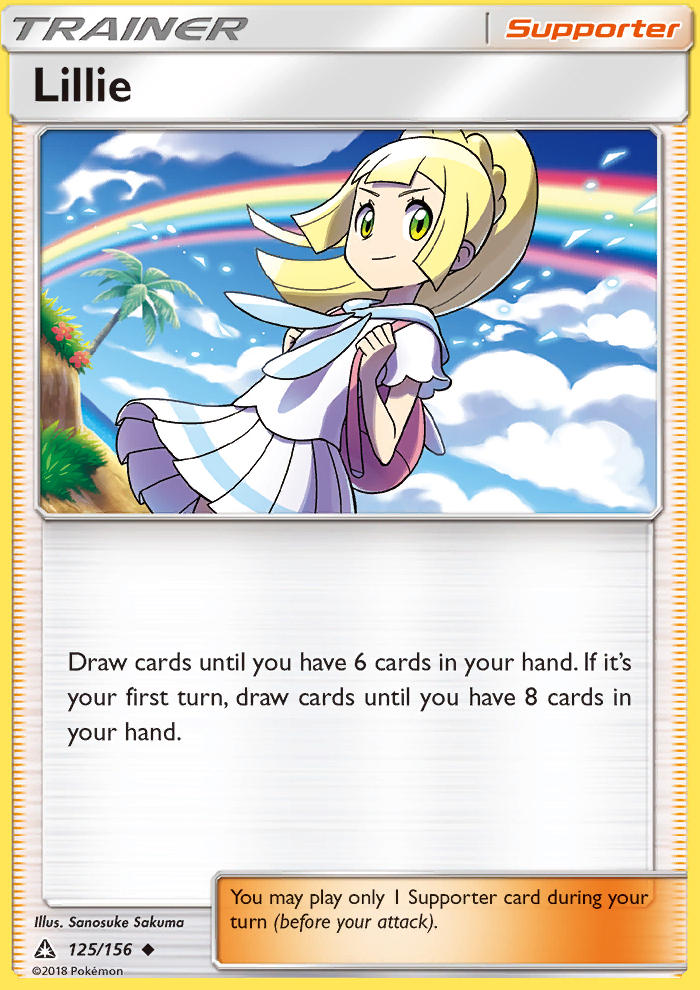 TRAINER
Supporter
Lillie
Draw cards until you have 6 cards in your hand. If it's
your first turn, draw cards until you have 8 cards in
your hand.
You may play only 1 Supporter card during your
turn (before your attack).
Illus. Sanosuke Sakuma
125/156 ◆
©2018 Pokémon